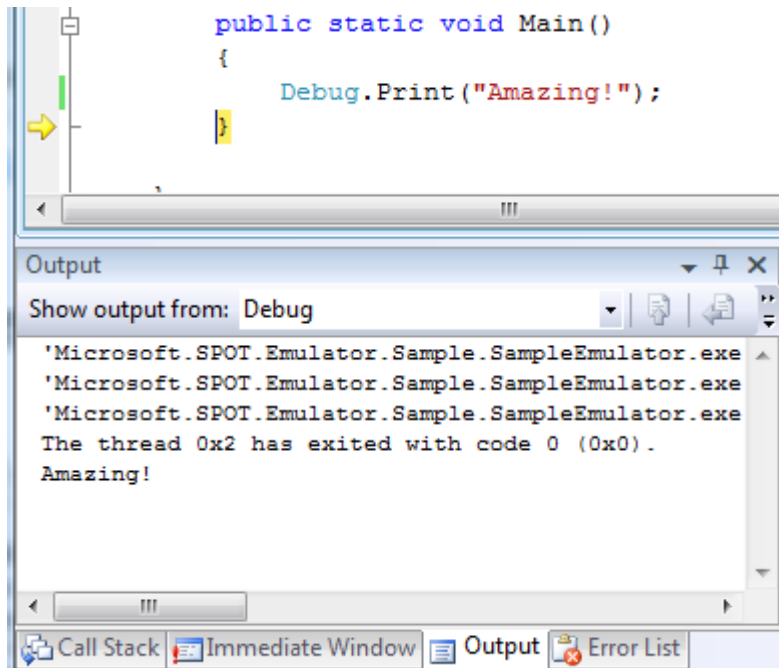 public static void Main()
{
Debug.Print("Amazing!");
}
Output
Show output from: Debug
'Microsoft.SPOT.Emulator.Sample.SampleEmulator.exe
'Microsoft.SPOT.Emulator.Sample.SampleEmulator.exe
'Microsoft.SPOT.Emulator.Sample.SampleEmulator.exe
The thread 0x2 has exited with code 0 (0x0).
Amazing!
Call Stack Immediate Window Output Error List